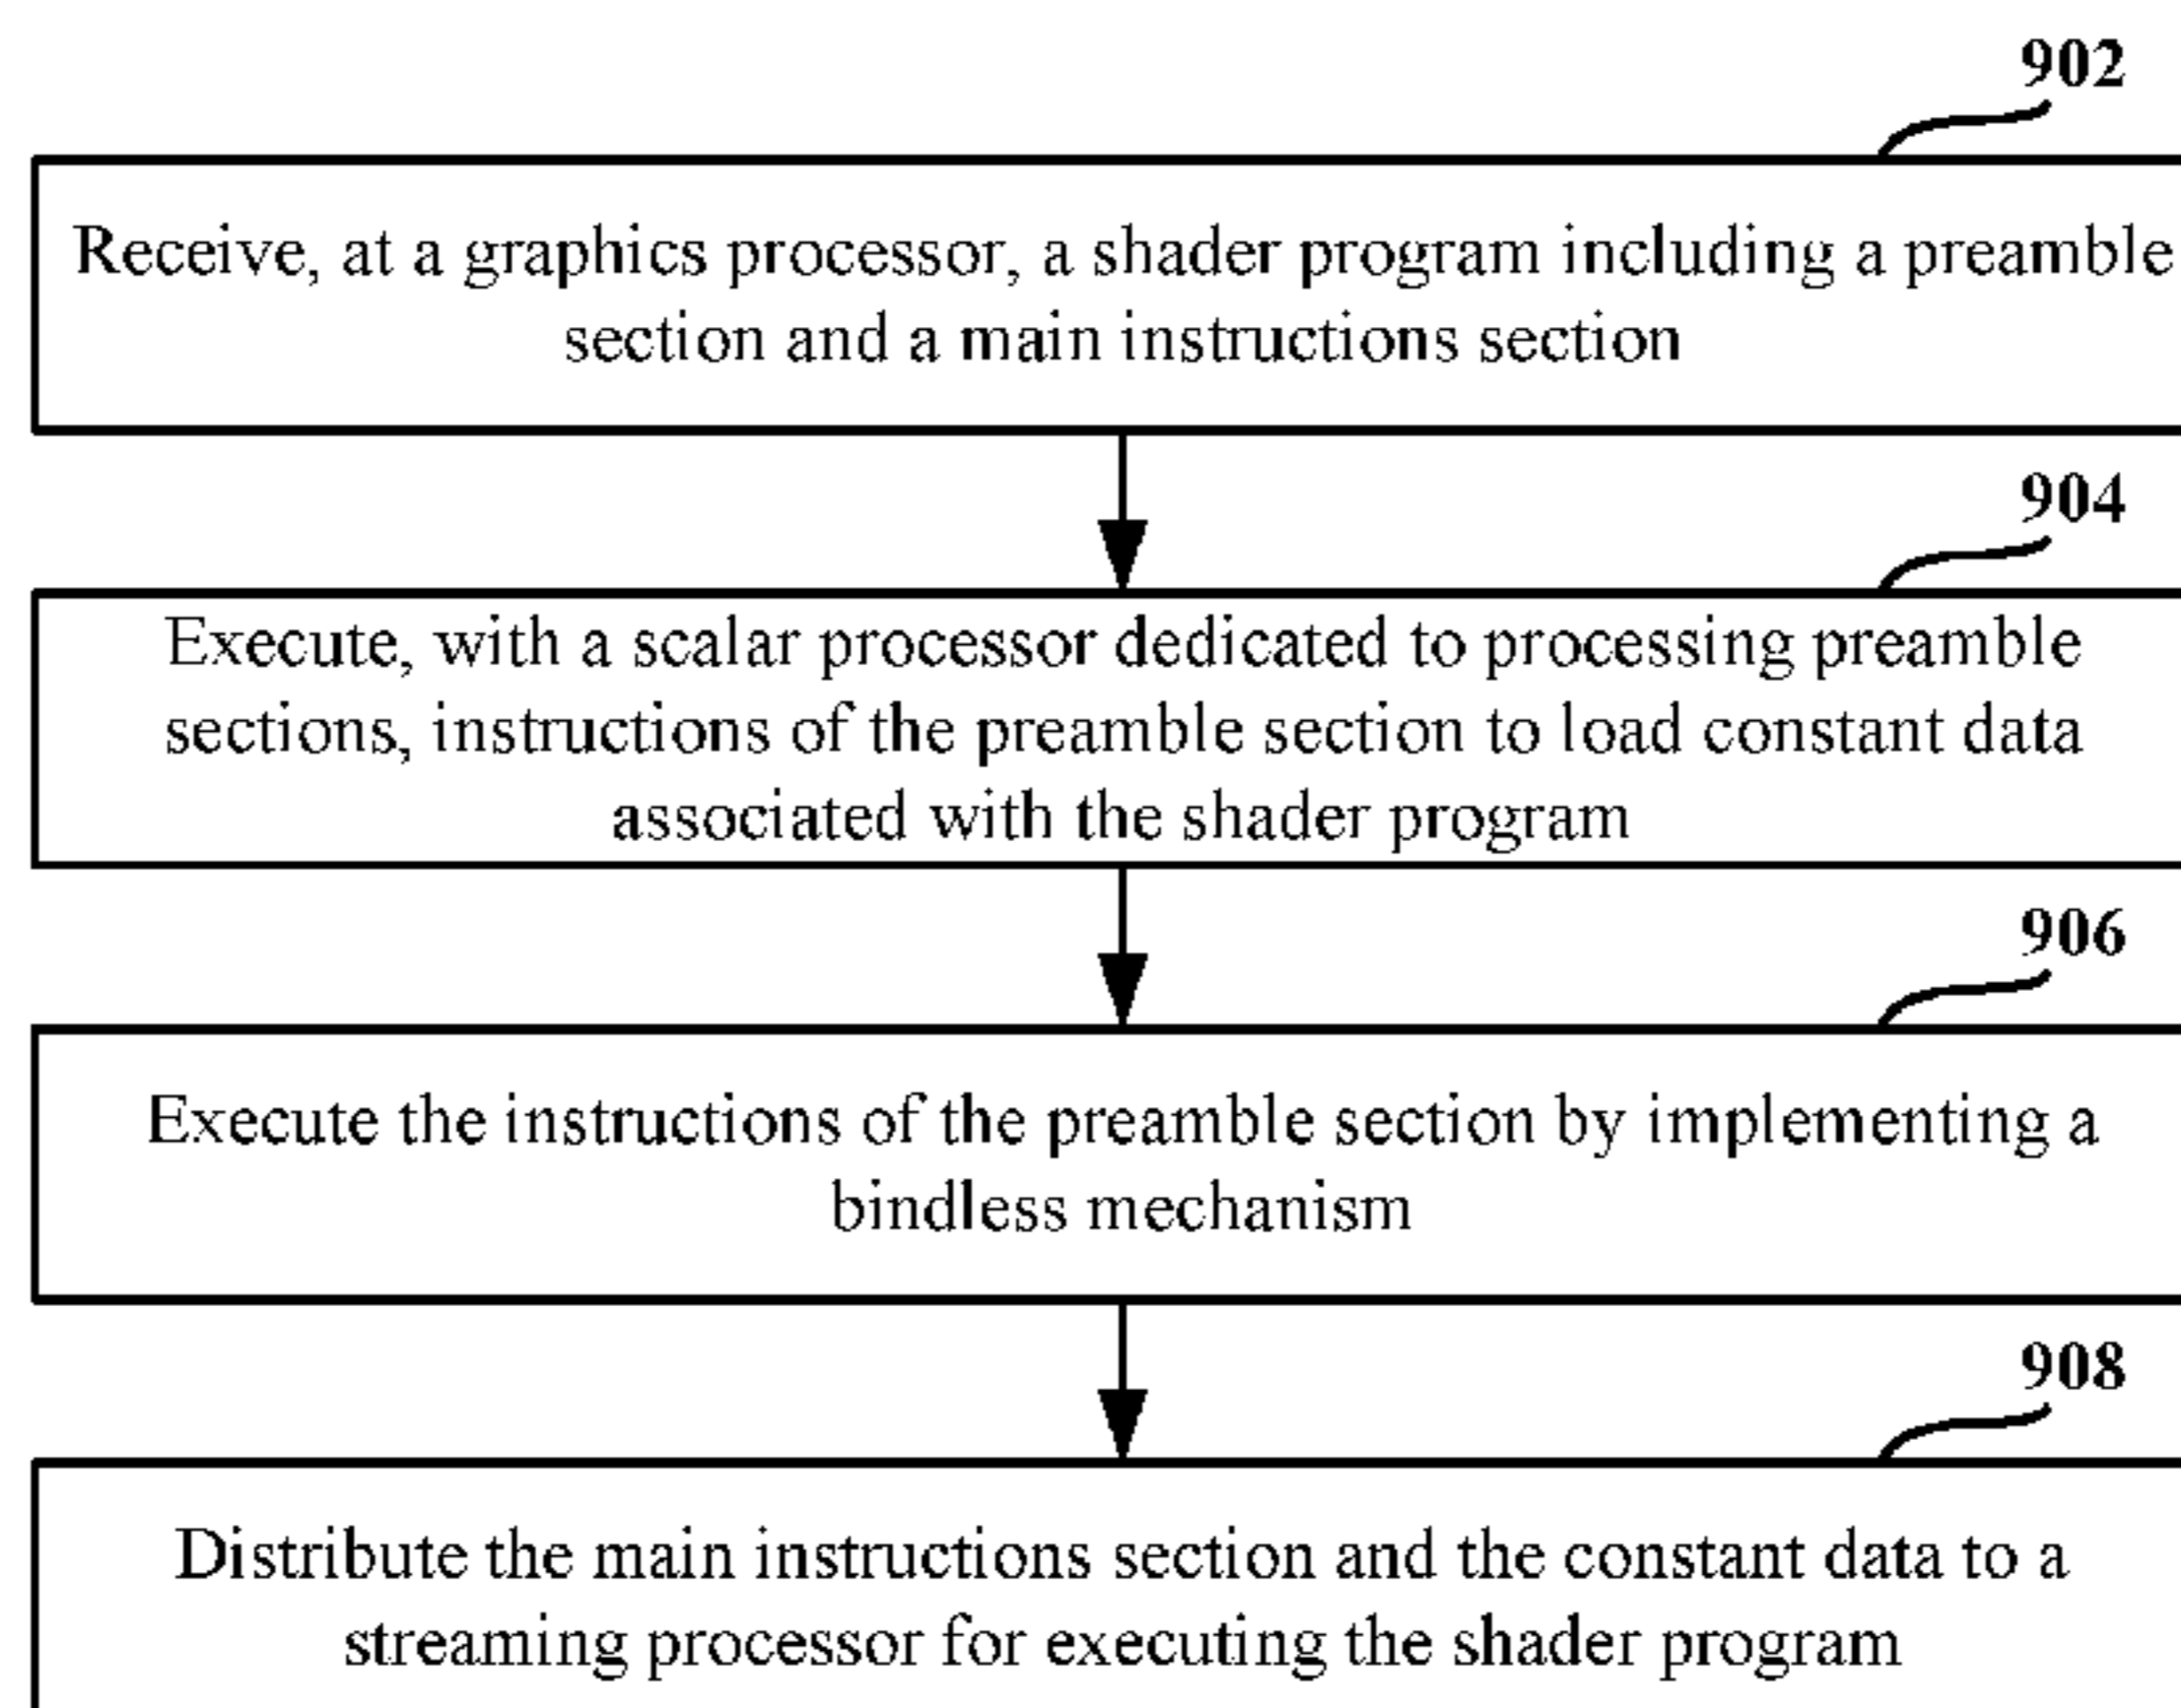 902
Receive, at a graphics processor, a shader program including a preamble
section and a main instructions section
904
Execute, with a scalar processor dedicated to processing preamble
sections, instructions of the preamble section to load constant data
associated with the shader program
906
Execute the instructions of the preamble section by implementing a
bindless mechanism
908
Distribute the main instructions section and the constant data to a
streaming processor for executing the shader program